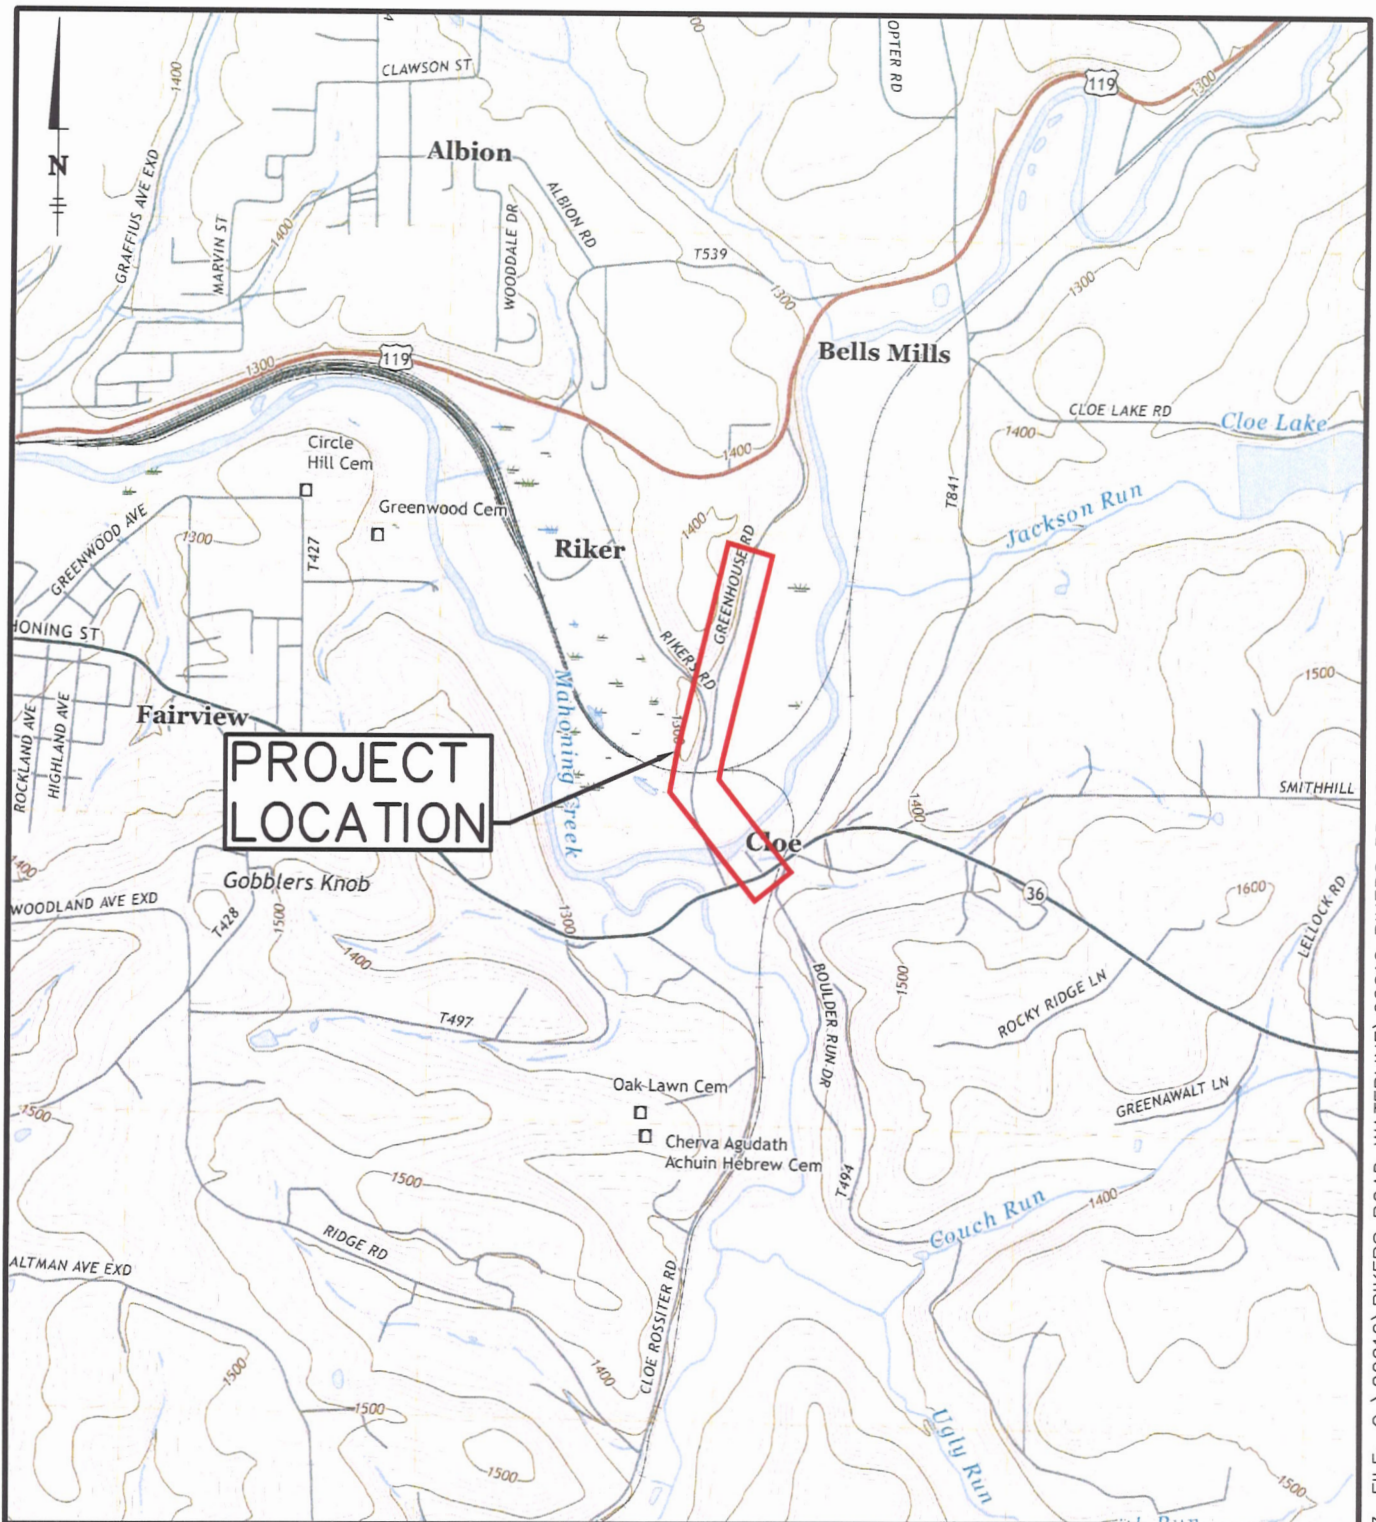 OPTER RD
119
1300
CLAWSON ST
1400
N
Albion
GRAFFIUS AVE EXD
MARVIN ST
1400
WOODDALE DR
ALBION RD
T539
1300
1300
Bells Mills
119
1300
CLOE LAKE RD
Cloe Lake
1400
1400
Circle
Hill Cem
Greenwood Cem
T841
Jackson Run
GREENWOOD AVE
1300
T427
Riker
1400
GREENHOUSE RD
HONING ST
RIKERS RD
1500
Mahoning Creek
ROCKLAND AVE
HIGHLAND AVE
Fairview
1300
PROJECT
LOCATION
SMITHHILL
1400
Cloe
1400
Gobblers Knob
WOODLAND AVE EXD
T428
1500
1300
36
1600
LELLOCK RD
1400
BOULDER RUN DR
1500
ROCKY RIDGE LN
T497
Oak Lawn Cem
GREENAWALT LN
1500
Cherva Agudath
Achuin Hebrew Cem
1500
T494
Couch Run
1400
RIDGE RD
ALTMAN AVE EXD
CLOE ROSSITER RD
1500
1400
1500
Ugly Run
1500
1500
Run